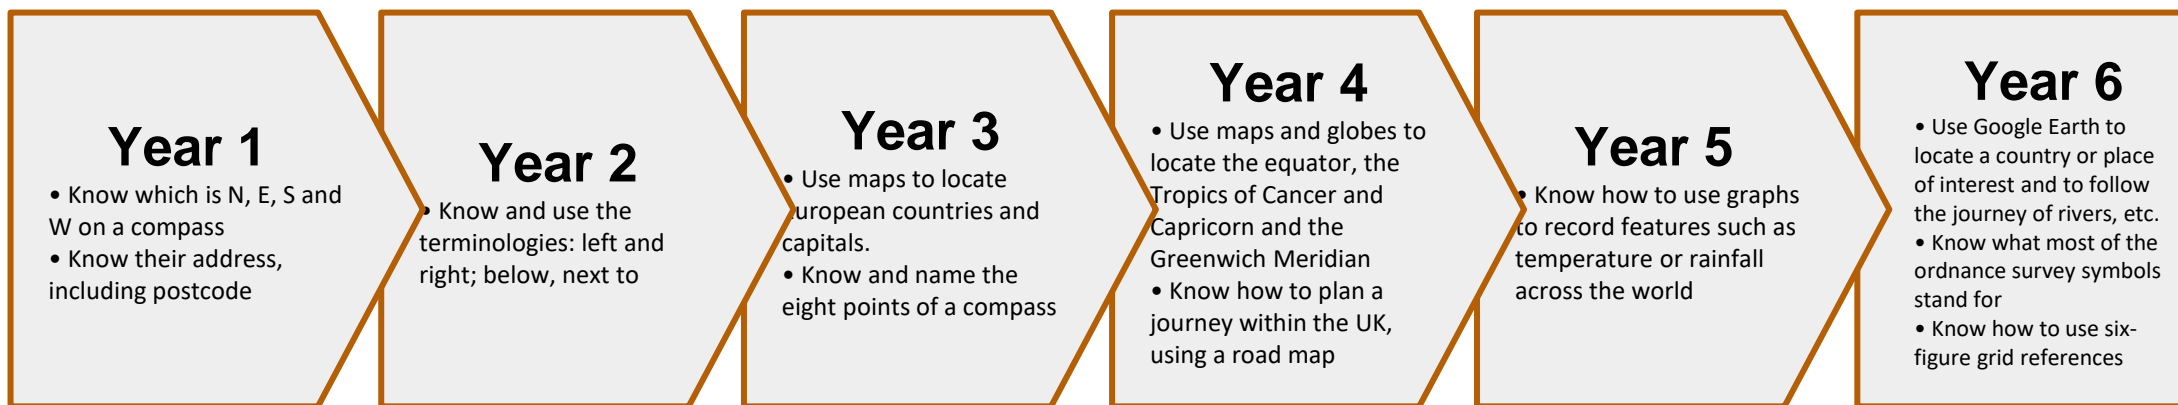 Year 1
• Know which is N, E, S and
W on a compass
• Know their address,
including postcode
Year 2
• Know and use the
terminologies: left and
right; below, next to
Year 3
• Use maps to locate
European countries and
capitals.
• Know and name the
eight points of a compass
Year 4
• Use maps and globes to
locate the equator, the
Tropics of Cancer and
Capricorn and the
Greenwich Meridian
• Know how to plan a
journey within the UK,
using a road map
Year 5
• Know how to use graphs
to record features such as
temperature or rainfall
across the world
Year 6
• Use Google Earth to
locate a country or place
of interest and to follow
the journey of rivers, etc.
• Know what most of the
ordnance survey symbols
stand for
• Know how to use six-
figure grid references